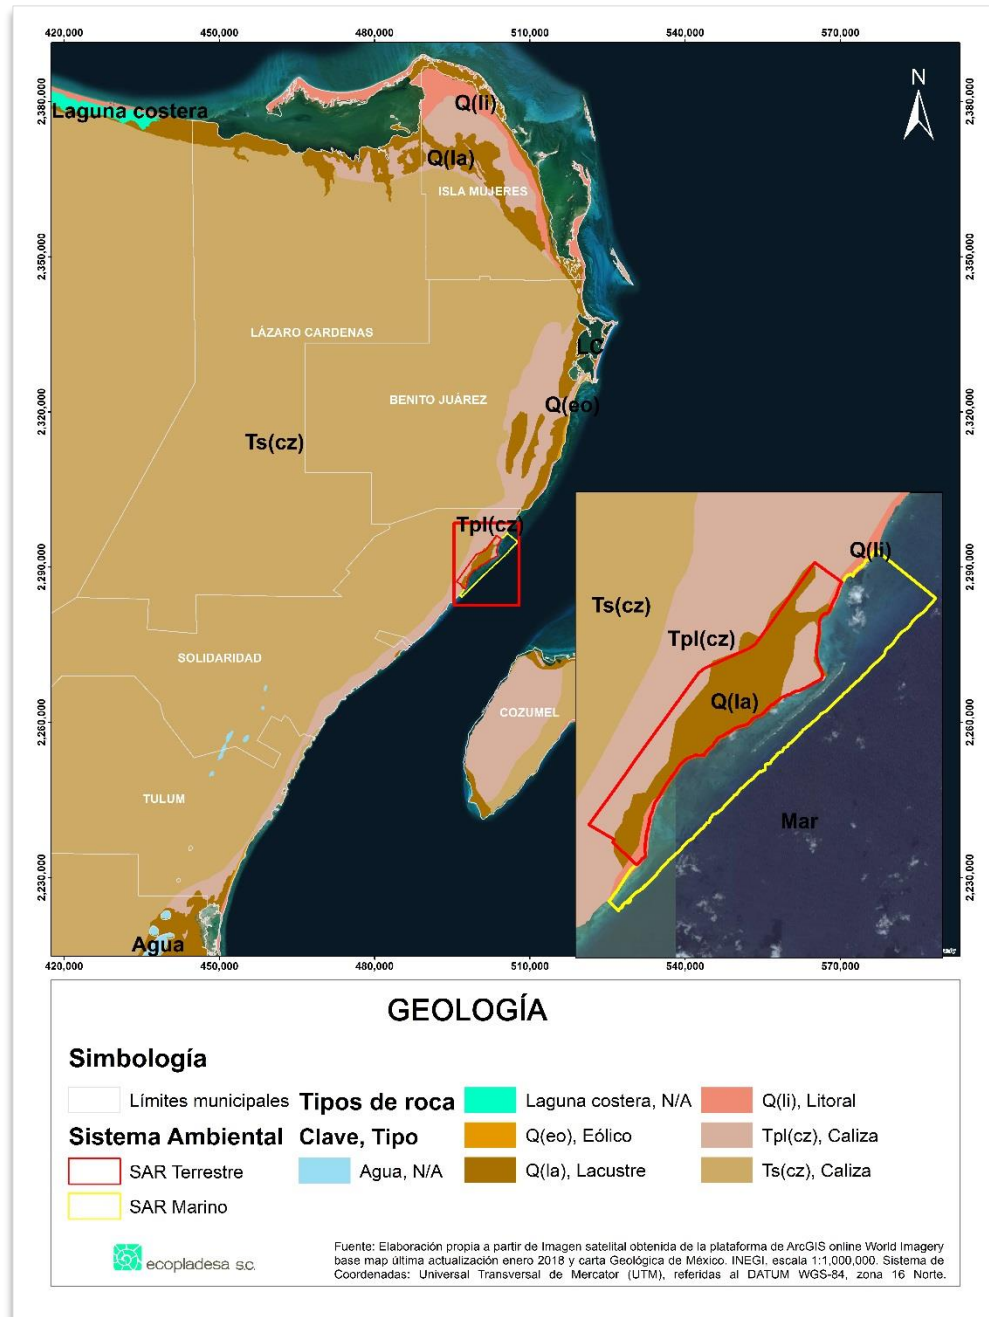 420,000 450,000 480,000 510,000 540,000 570,000
N
2,380,000 2,380,000
Laguna costera
Q(li)
Q(la)
ISLA MUJERES
2,350,000 2,350,000
LÁZARO CARDENAS
LC
BENITO JUÁREZ
Q(eo)
2,320,000 2,320,000
Ts(cz)
Tpl(cz)
Q(li)
2,290,000 2,290,000
Ts(cz)
Tpl(cz)
SOLIDARIDAD
Q(la)
COZUMEL
2,260,000 2,260,000
TULUM
Mar
2,230,000 2,230,000
Agua
420,000 450,000 480,000 510,000 540,000 570,000
GEOLOGÍA
Simbología
Límites municipales
Sistema Ambiental
SAR Terrestre
SAR Marino
Tipos de roca
Clave, Tipo
Agua, N/A
Laguna costera, N/A
Q(eo), Eólico
Q(la), Lacustre
Q(li), Litoral
Tpl(cz), Caliza
Ts(cz), Caliza
ecopladesa s.c.
Fuente: Elaboración propia a partir de Imagen satelital obtenida de la plataforma de ArcGIS online World Imagery
base map última actualización enero 2018 y carta Geológica de México. INEGI, escala 1:1,000,000. Sistema de
Coordenadas: Universal Transversal de Mercator (UTM), referidas al DATUM WGS-84, zona 16 Norte.